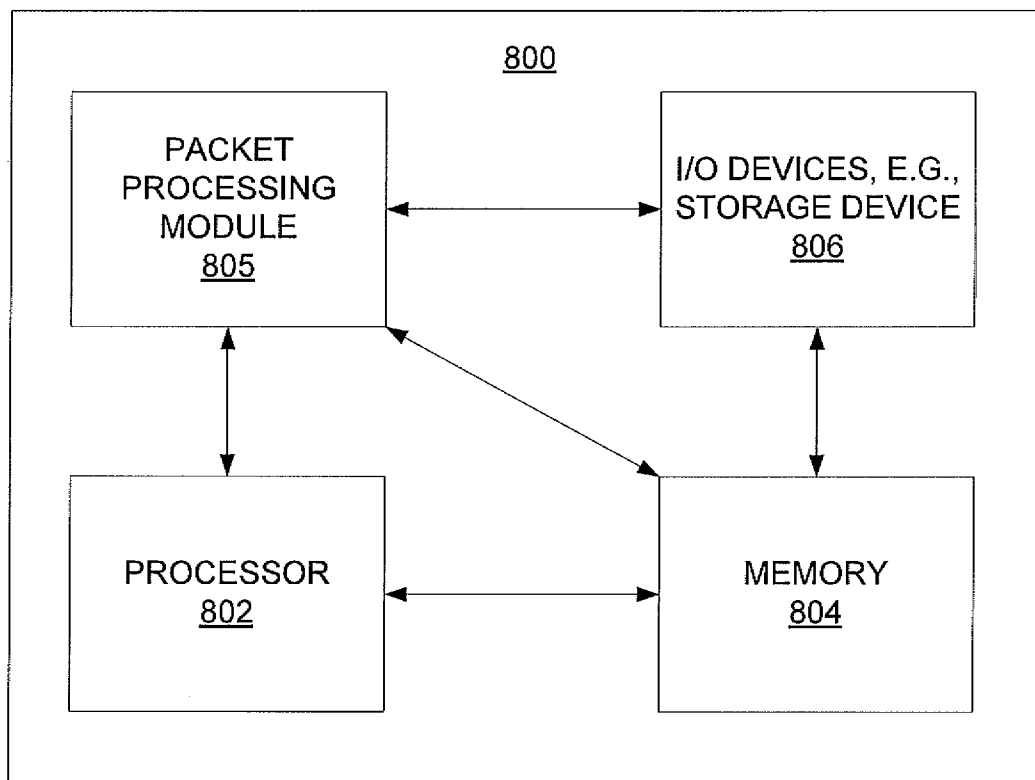 800
PACKET
PROCESSING
MODULE
805
I/O DEVICES, E.G.,
STORAGE DEVICE
806
PROCESSOR
802
MEMORY
804